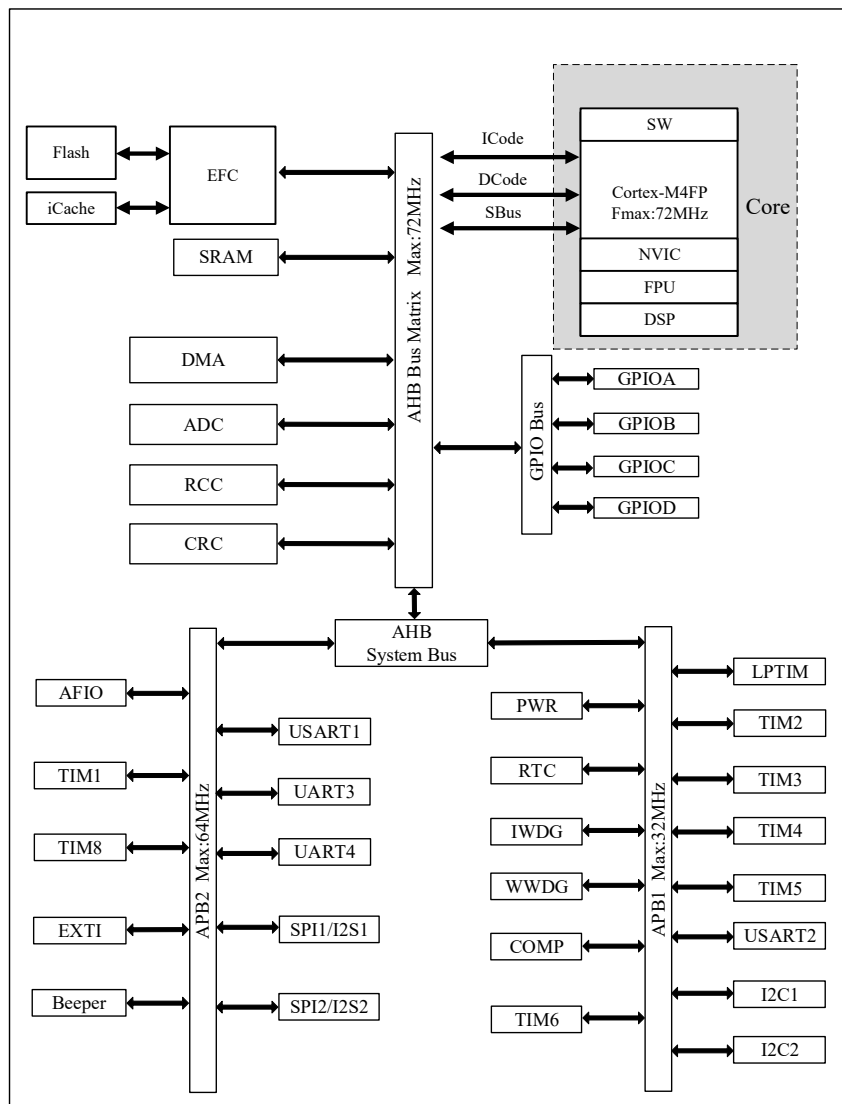 SW
ICode
Flash
EFC
DCode
Cortex-M4FP
Fmax:72MHz
Core
iCache
SBus
SRAM
NVIC
FPU
DSP
AHB Bus Matrix Max:72MHz
DMA
ADC
RCC
CRC
GPIO Bus
GPIOA
GPIOB
GPIOC
GPIOD
AHB
System Bus
APB2 Max:64MHz
AFIO
TIM1
TIM8
EXTI
Beeper
USART1
UART3
UART4
SPI1/I2S1
SPI2/I2S2
APB1 Max:32MHz
PWR
RTC
IWDG
WWDG
COMP
TIM6
LPTIM
TIM2
TIM3
TIM4
TIM5
USART2
I2C1
I2C2